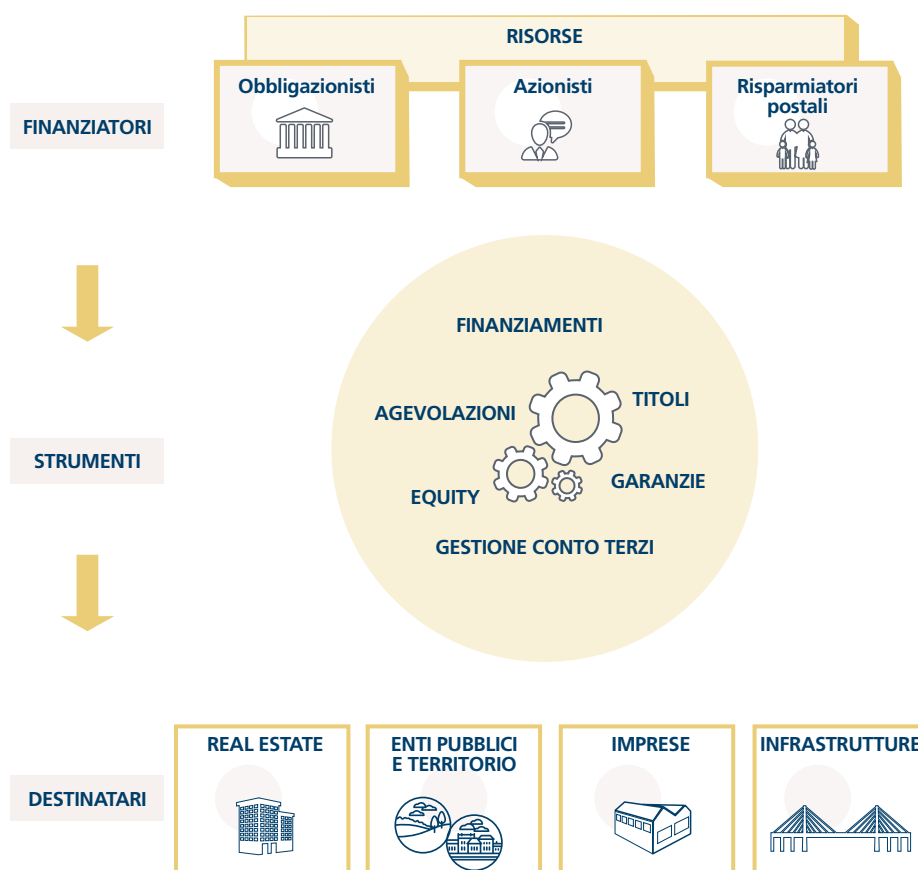 RISORSE
Obbligazionisti
Azionisti
Risparmiatori
postali
FINANZIATORI
FINANZIAMENTI
AGEVOLAZIONI
TITOLI
STRUMENTI
EQUITY
GARANZIE
GESTIONE CONTO TERZI
REAL ESTATE
ENTI PUBBLICI
E TERRITORIO
IMPRESE
INFRASTRUTTURE
DESTINATARI